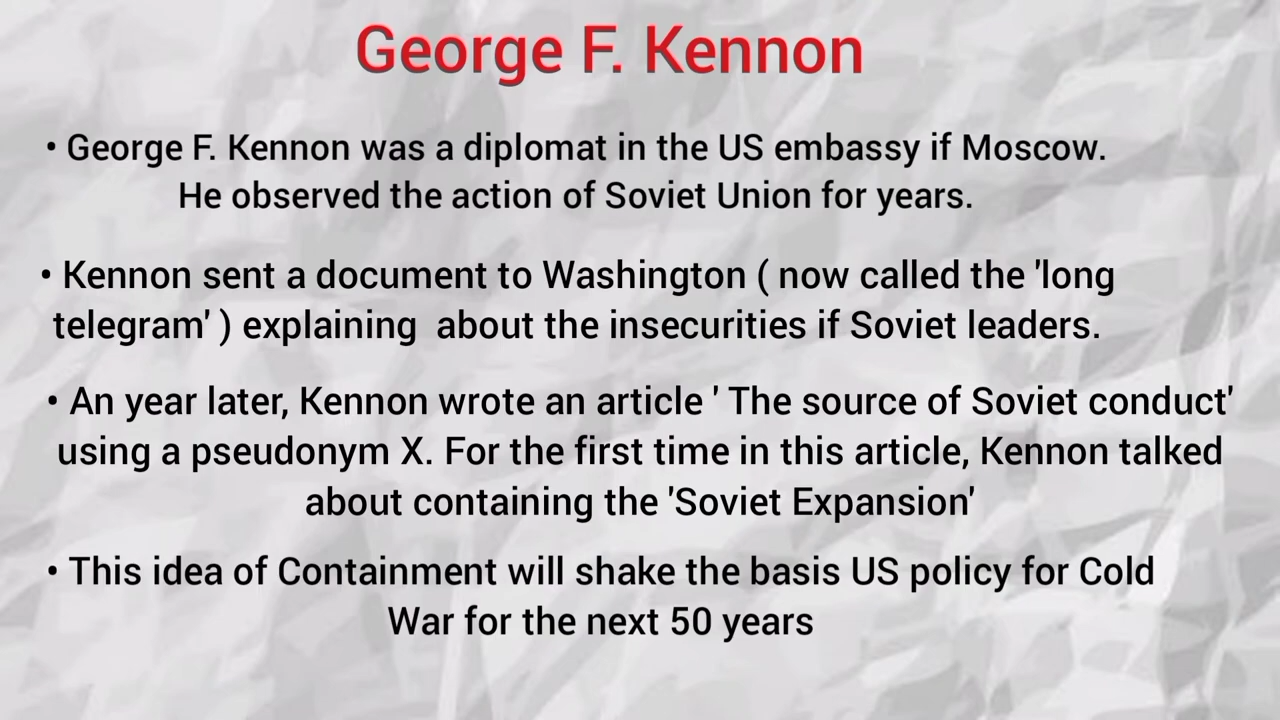 George F. Kennon
• George F. Kennon was a diplomat in the US embassy if Moscow.
He observed the action of Soviet Union for years.
• Kennon sent a document to Washington ( now called the 'long
telegram' ) explaining  about the insecurities if Soviet leaders.
• An year later, Kennon wrote an article ' The source of Soviet conduct'
using a pseudonym X. For the first time in this article, Kennon talked
about containing the 'Soviet Expansion'
• This idea of Containment will shake the basis US policy for Cold
War for the next 50 years